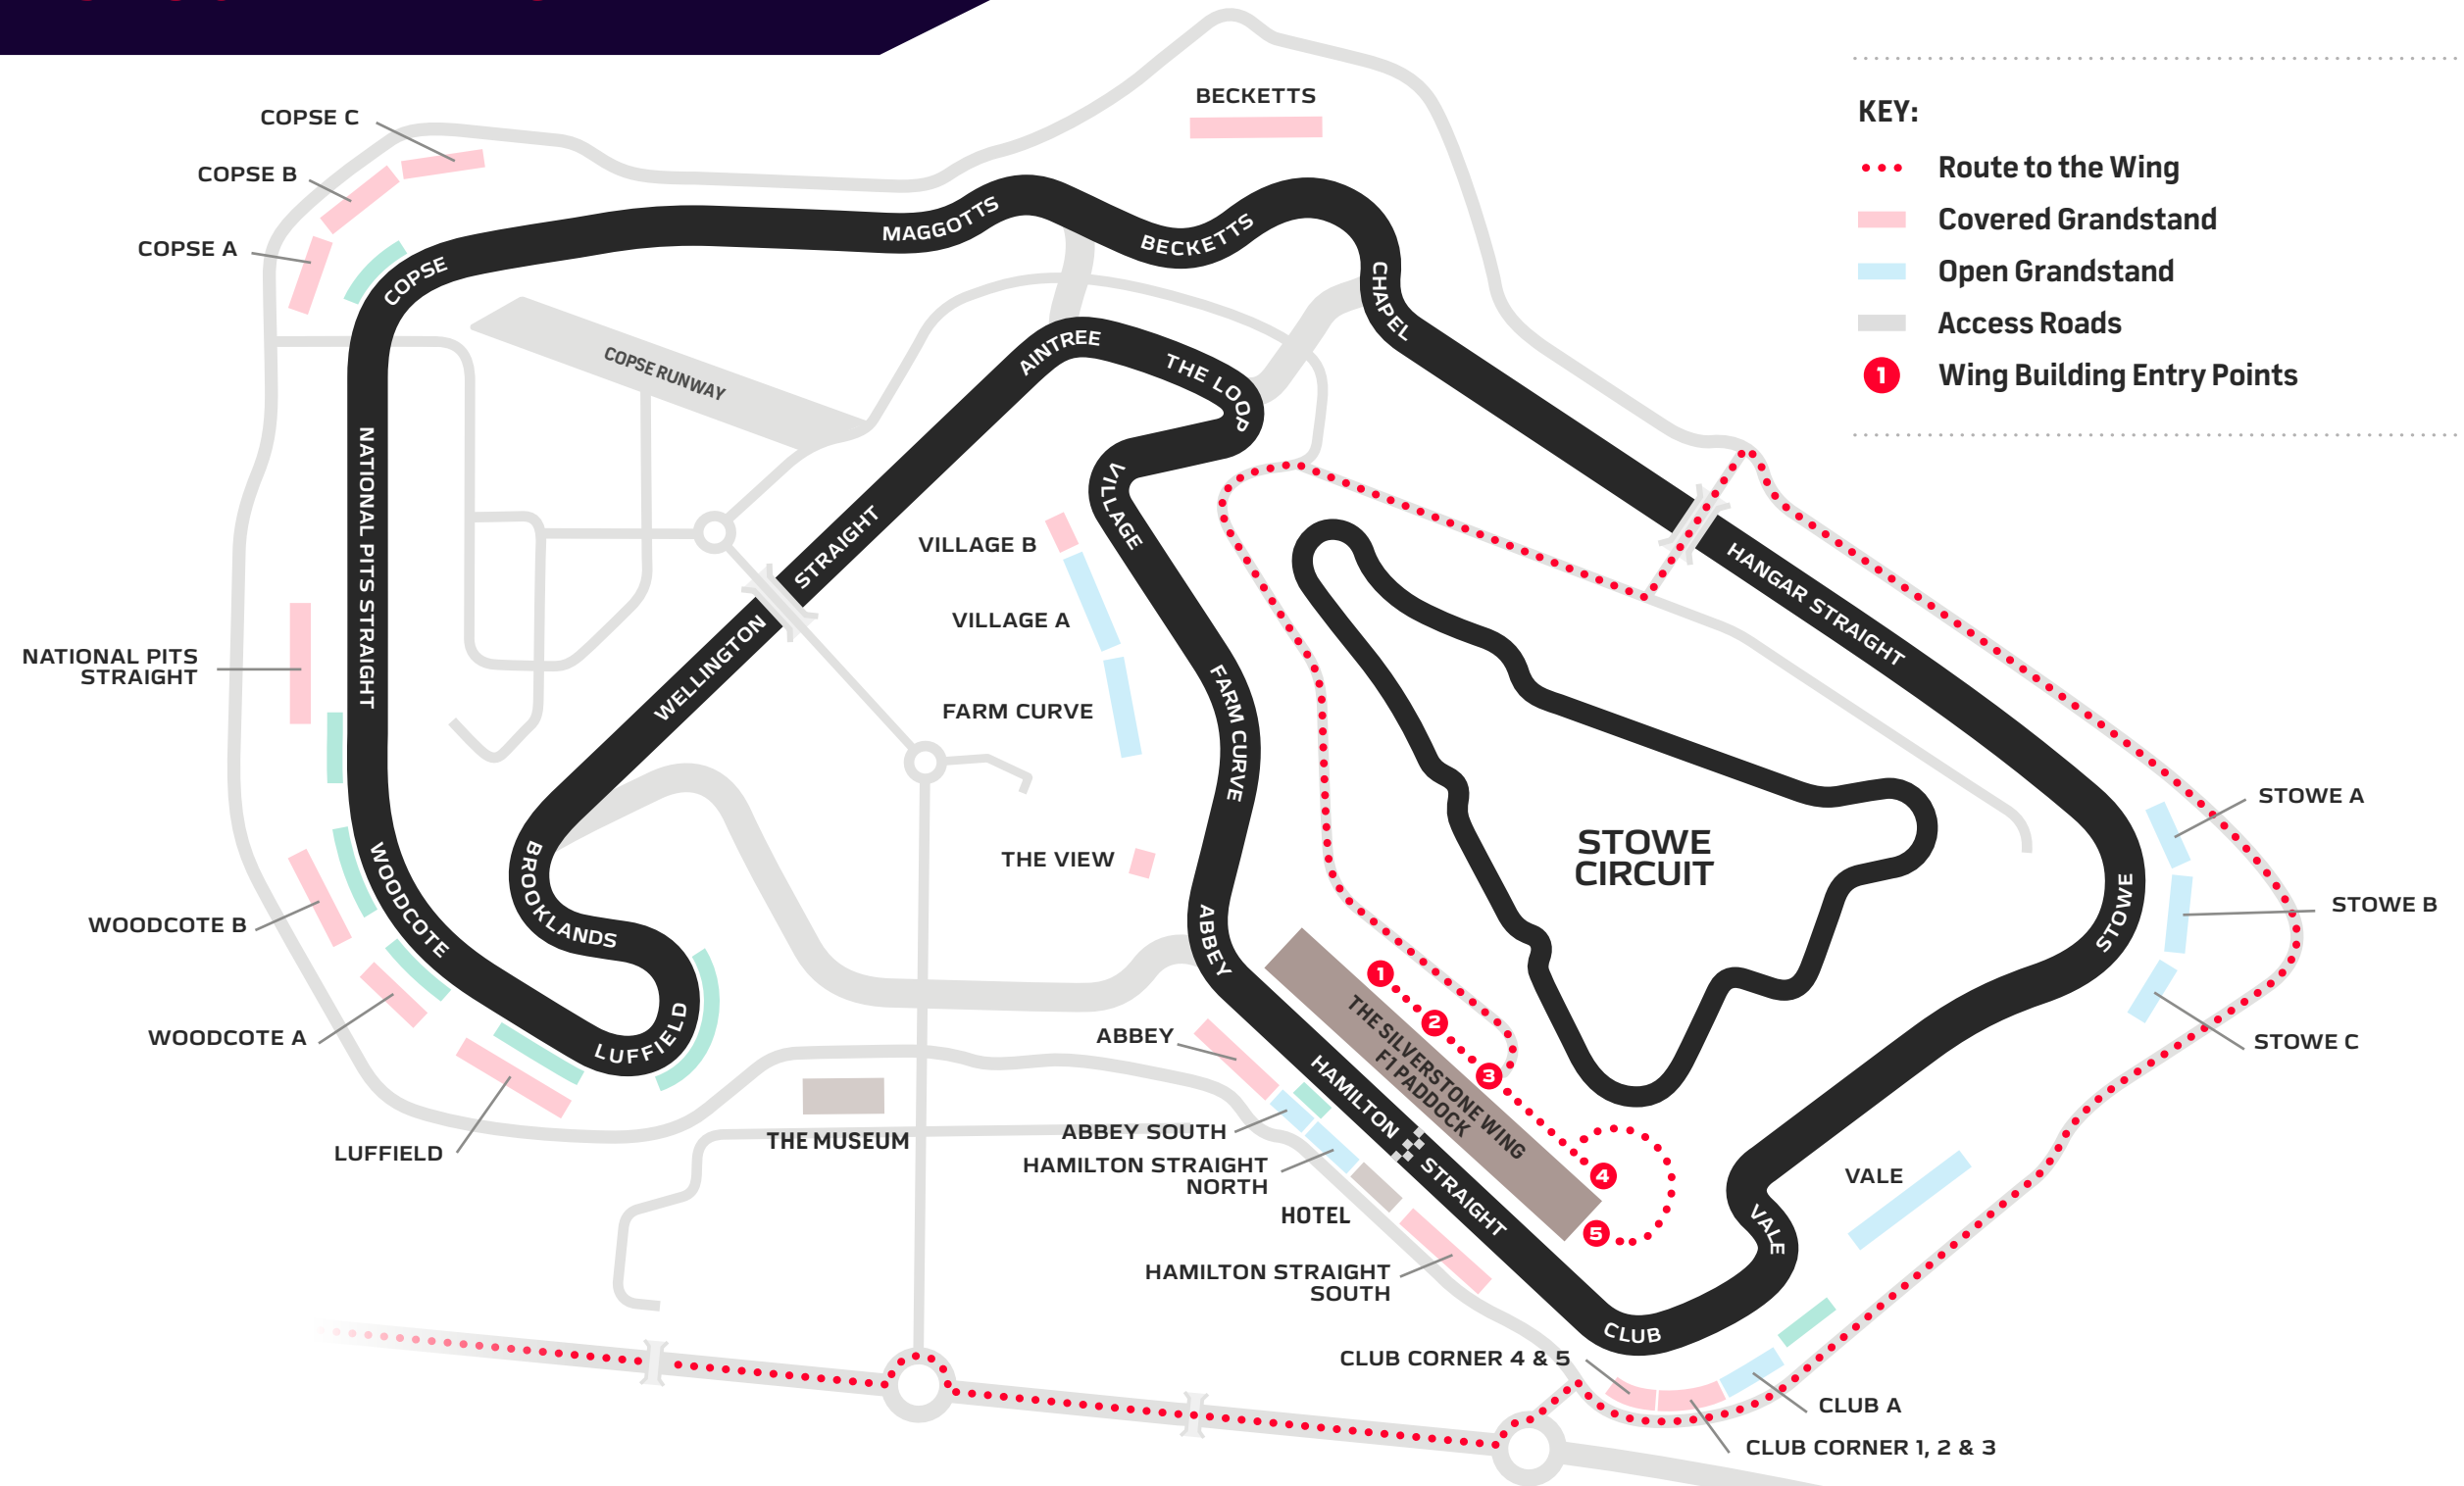 KEY:
Route to the Wing
Covered Grandstand
Open Grandstand
Access Roads
1 Wing Building Entry Points
BECKETTS
COPSE C
COPSE B
COPSE A
COPSE
MAGGOTTS
BECKETTS
CHAPEL
COPSE RUNWAY
AINTREE
THE LOOP
NATIONAL PITS STRAIGHT
VILLAGE
WELLINGTON STRAIGHT
HANGAR STRAIGHT
VILLAGE B
VILLAGE A
FARM CURVE
FARM CURVE
NATIONAL PITS
STRAIGHT
STOWE A
STOWE B
STOWE C
STOWE
STOWE
CIRCUIT
THE VIEW
WOODCOTE B
WOODCOTE A
WOODCOTE
BROOKLANDS
LUFFIELD
LUFFIELD
ABBEY
ABBEY
1
2
3
4
5
THE SILVERSTONE WING
F1 PADDOCK
HAMILTON STRAIGHT
THE MUSEUM
ABBEY SOUTH
HAMILTON STRAIGHT
NORTH
HOTEL
HAMILTON STRAIGHT
SOUTH
VALE
VALE
CLUB
CLUB CORNER 4 & 5
CLUB A
CLUB CORNER 1, 2 & 3